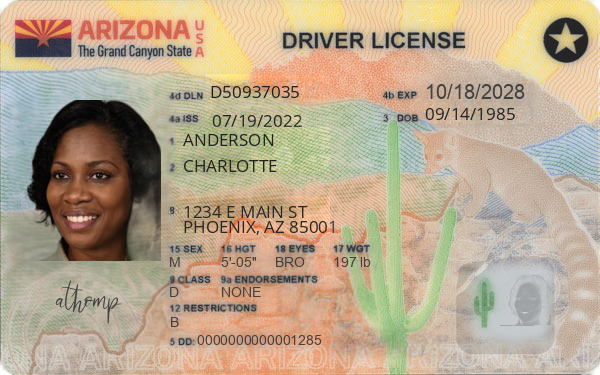 ARIZONA USA
The Grand Canyon State
DRIVER LICENSE
4d DLN D50937035
4b EXP 10/18/2028
4a ISS 07/19/2022
3 DOB 09/14/1985
1 ANDERSON
2 CHARLOTTE
8 1234 E MAIN ST
PHOENIX, AZ 85001
15 SEX 16 HGT 18 EYES 17 WGT
M 5'-05" BRO 197 lb
9 CLASS 9a ENDORSEMENTS
D NONE
12 RESTRICTIONS
B
athomp
5 DD: 0000000000001285
ARIZONA ARIZONA ARIZONA ARIZONA